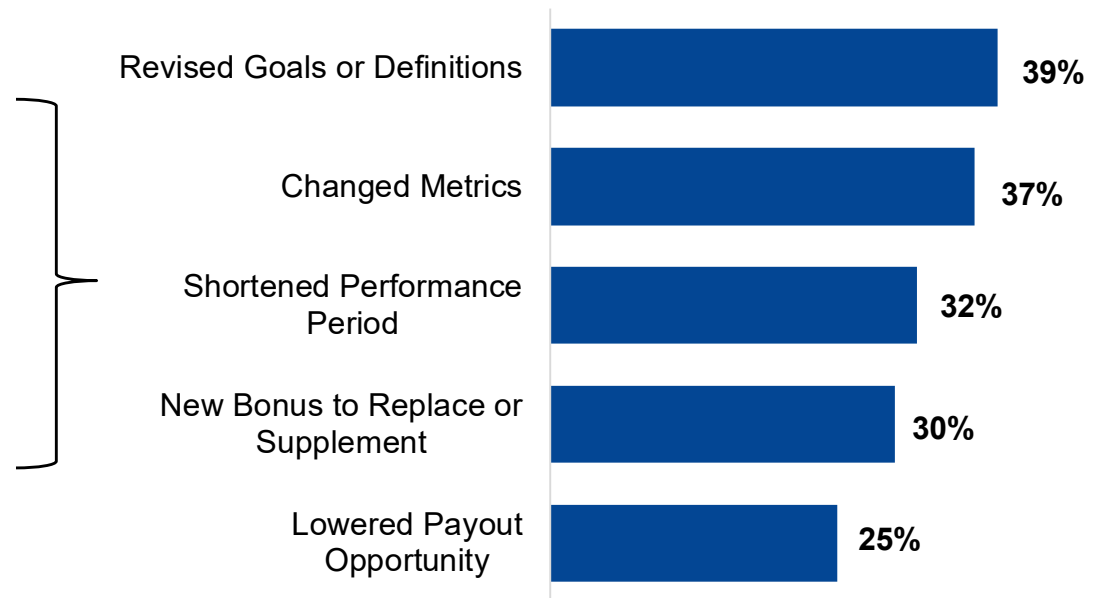 Revised Goals or Definitions
39%
Changed Metrics
37%
Shortened Performance
Period
32%
New Bonus to Replace or
Supplement
30%
Lowered Payout
Opportunity
25%